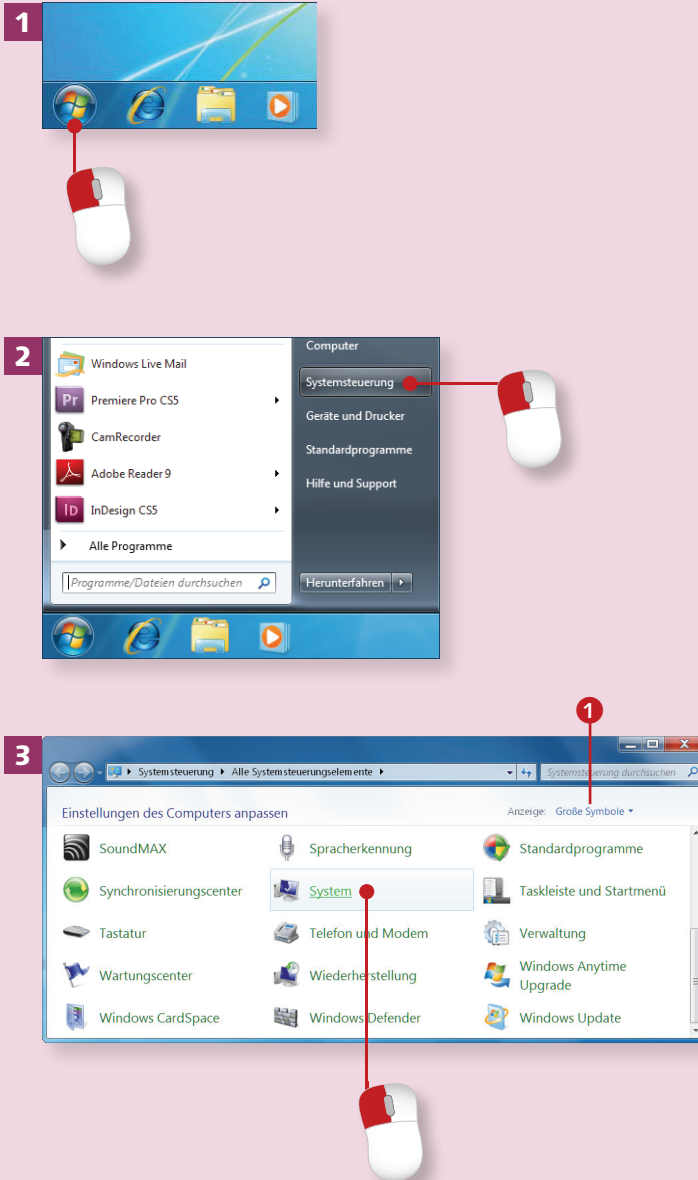 1
2
Windows Live Mail
Pr Premiere Pro CS5
CamRecorder
Adobe Reader 9
ID InDesign CS5
Alle Programme
Programme/Dateien durchsuchen
Computer
Systemsteuerung
Geräte und Drucker
Standardprogramme
Hilfe und Support
Herunterfahren
1
3
Systemsteuerung Alle Systemsteuerungselemente
Systemsteuerung durchsuchen
Einstellungen des Computers anpassen
Anzeige: Große Symbole
SoundMAX Spracherkennung Standardprogramme
Synchronisierungscenter System Taskleiste und Startmenü
Tastatur Telefon und Modem Verwaltung
Wartungscenter Wiederherstellung Windows Anytime
Upgrade
Windows CardSpace Windows Defender Windows Update